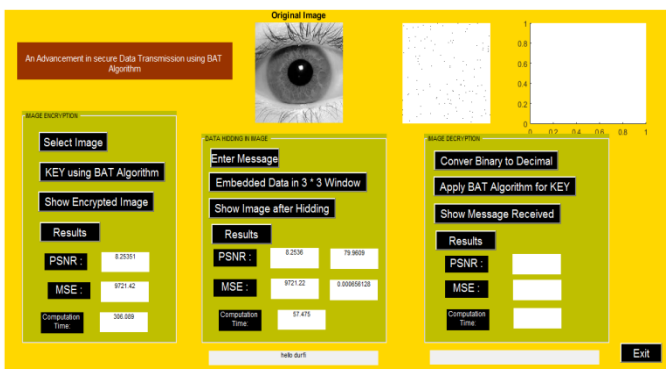 Original Image
An Advancement in secure Data Transmission using BAT
Algorithm
1
0.8
0.6
0.4
0.2
0
0 0.2 0.4 0.6 0.8 1
IMAGE ENCRYPTION
Select Image
KEY using BAT Algorithm
Show Encrypted Image
Results
PSNR :
8.25351
MSE :
9721.42
Computation
Time:
306.089
DATA HIDDING IN IMAGE
Enter Message
Embedded Data in 3 * 3 Window
Show Image after Hidding
Results
PSNR :
8.2536
79.9609
MSE :
9721.22
0.000858128
Computation
Time:
57.475
hello durfi
IMAGE DECRYPTION
Conver Binary to Decimal
Apply BAT Algorithm for KEY
Show Message Received
Results
PSNR :
MSE :
Computation
Time:
Exit